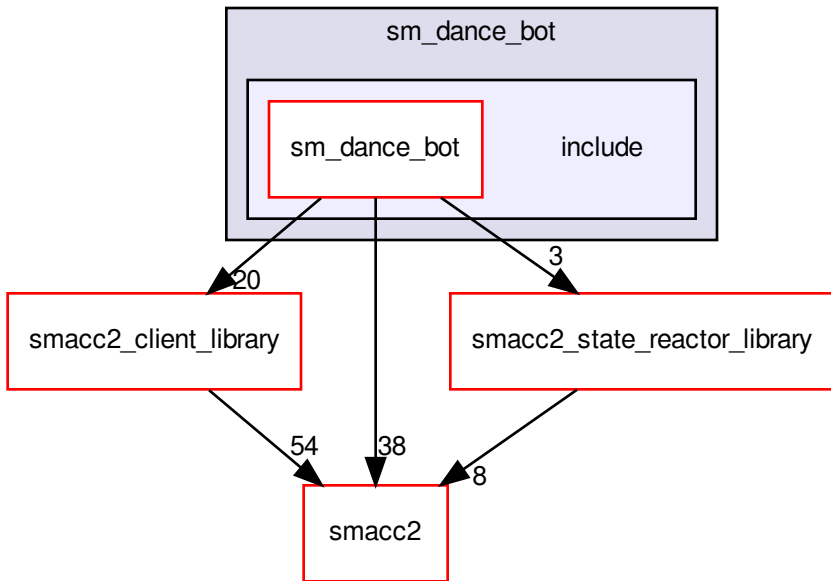 sm_dance_bot
sm_dance_bot
include
20
3
smacc2_client_library
smacc2_state_reactor_library
54
38
8
smacc2